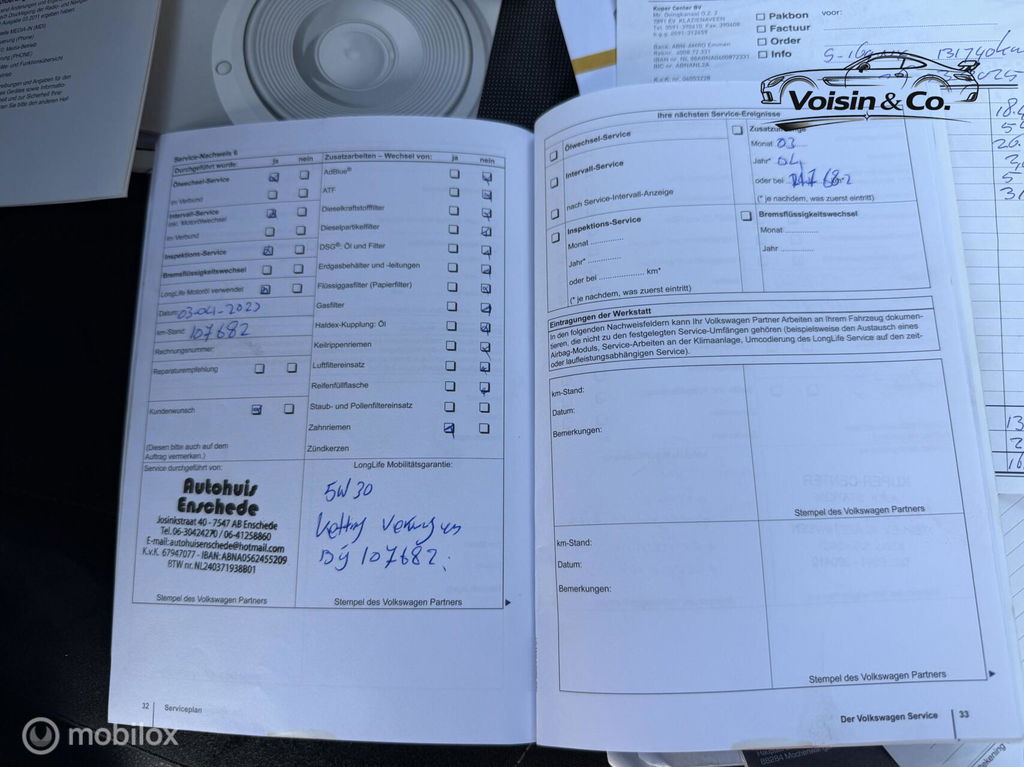 Kuper Center BV
Pakbon
Factuur
Order
Info
voor:
Voisin & Co.
Service-Nachweis 6
Durchgeführt wurde:
ja
nein
Ölwechsel-Service
im Verbund
Intervall-Service
inkl. Motorölwechsel
im Verbund
Inspektions-Service
Bremsflüssigkeitswechsel
LongLife Motoröl verwendet
Datum: 03-04-2023
km-Stand: 107682
Rechnungsnummer:
Reparaturempfehlung
Kundenwunsch
(Diesen bitte auch auf dem
Auftrag vermerken.)
Zusatzarbeiten – Wechsel von:
ja
nein
AdBlue®
ATF
Dieselkraftstofffilter
Dieselpartikelfilter
DSG®: Öl und Filter
Erdgasbehälter und -leitungen
Flüssiggasfilter (Papierfilter)
Gasfilter
Haldex-Kupplung: Öl
Keilrippenriemen
Luftfiltereinsatz
Reifenfüllflasche
Staub- und Pollenfiltereinsatz
Zahnriemen
Zündkerzen
Service durchgeführt von:
Autohuis
Enschede
Josinkstraat 40 - 7547 AB Enschede
Tel. 06-30424270 / 06-41258860
E-mail: autohuisenschede@hotmail.com
K.v.K. 67947077 - IBAN: ABNA0562455209
BTW nr. NL240371938B01
Stempel des Volkswagen Partners
LongLife Mobilitätsgarantie:
5W30
Ketting
Bij 107682.
Stempel des Volkswagen Partners
32
Serviceplan
Ihre nächsten Service-Ereignisse
Ölwechsel-Service
Intervall-Service
nach Service-Intervall-Anzeige
Inspektions-Service
Monat
Jahr*
oder bei km*
(* je nachdem, was zuerst eintritt)
Monat 03
Jahr* 04
oder bei
(* je nachdem, was zuerst eintritt)
Bremsflüssigkeitswechsel
Monat
Jahr
Eintragungen der Werkstatt
In den folgenden Nachweisfeldern kann Ihr Volkswagen Partner Arbeiten an Ihrem Fahrzeug dokumen-
tieren, die nicht zu den festgelegten Service-Umfängen gehören (beispielsweise den Austausch eines
Airbag-Moduls, Service-Arbeiten an der Klimaanlage, Umcodierung des LongLife Service auf den zeit-
oder laufleistungsabhängigen Service).
km-Stand:
Datum:
Bemerkungen:
Stempel des Volkswagen Partners
km-Stand:
Datum:
Bemerkungen:
Stempel des Volkswagen Partners
Der Volkswagen Service
33
mobilox